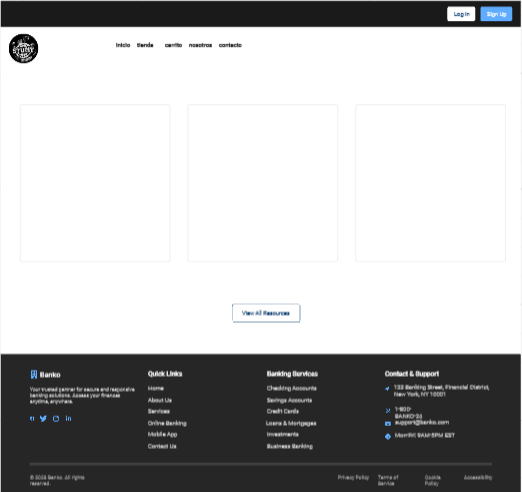 Log In Sign Up
STUDY
inicio tienda carrito nosotros contacto
View All Resources
Banko
Your trusted partner for secure and responsive
banking solutions. Access your finances
anytime, anywhere.
Quick Links
Home
About Us
Services
Online Banking
Mobile App
Contact Us
Banking Services
Checking Accounts
Savings Accounts
Credit Cards
Loans & Mortgages
Investments
Business Banking
Contact & Support
123 Banking Street, Financial District,
New York, NY 10001
1-800-
BANKO-24
support@banko.com
Mon-Fri: 9AM-5PM EST
Banko. All rights
reserved.
Privacy Policy
Terms of
Service
Cookie
Policy
Accessibility